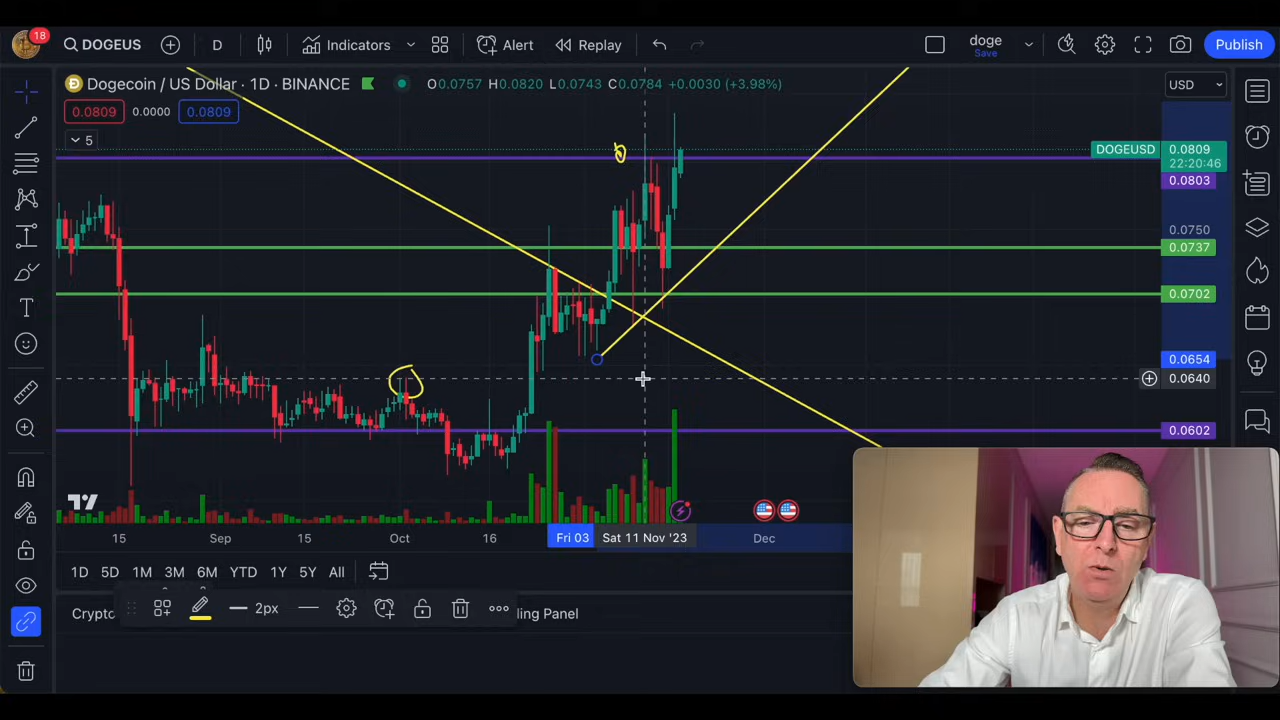 18
DOGEUS
D
Indicators
Alert
Replay
doge
Save
Publish
Dogecoin / US Dollar · 1D · BINANCE
O0.0757 H0.0820 L0.0743 C0.0784 +0.0030 (+3.98%)
USD
0.0809
0.0000
0.0809
5
DOGEUSD
0.0809
22:20:46
0.0803
0.0750
0.0737
0.0702
0.0654
0.0640
0.0602
15
Sep
15
Oct
16
Fri 03
Sat 11 Nov '23
Dec
1D
5D
1M
3M
6M
YTD
1Y
5Y
All
2px
Crypto
ling Panel